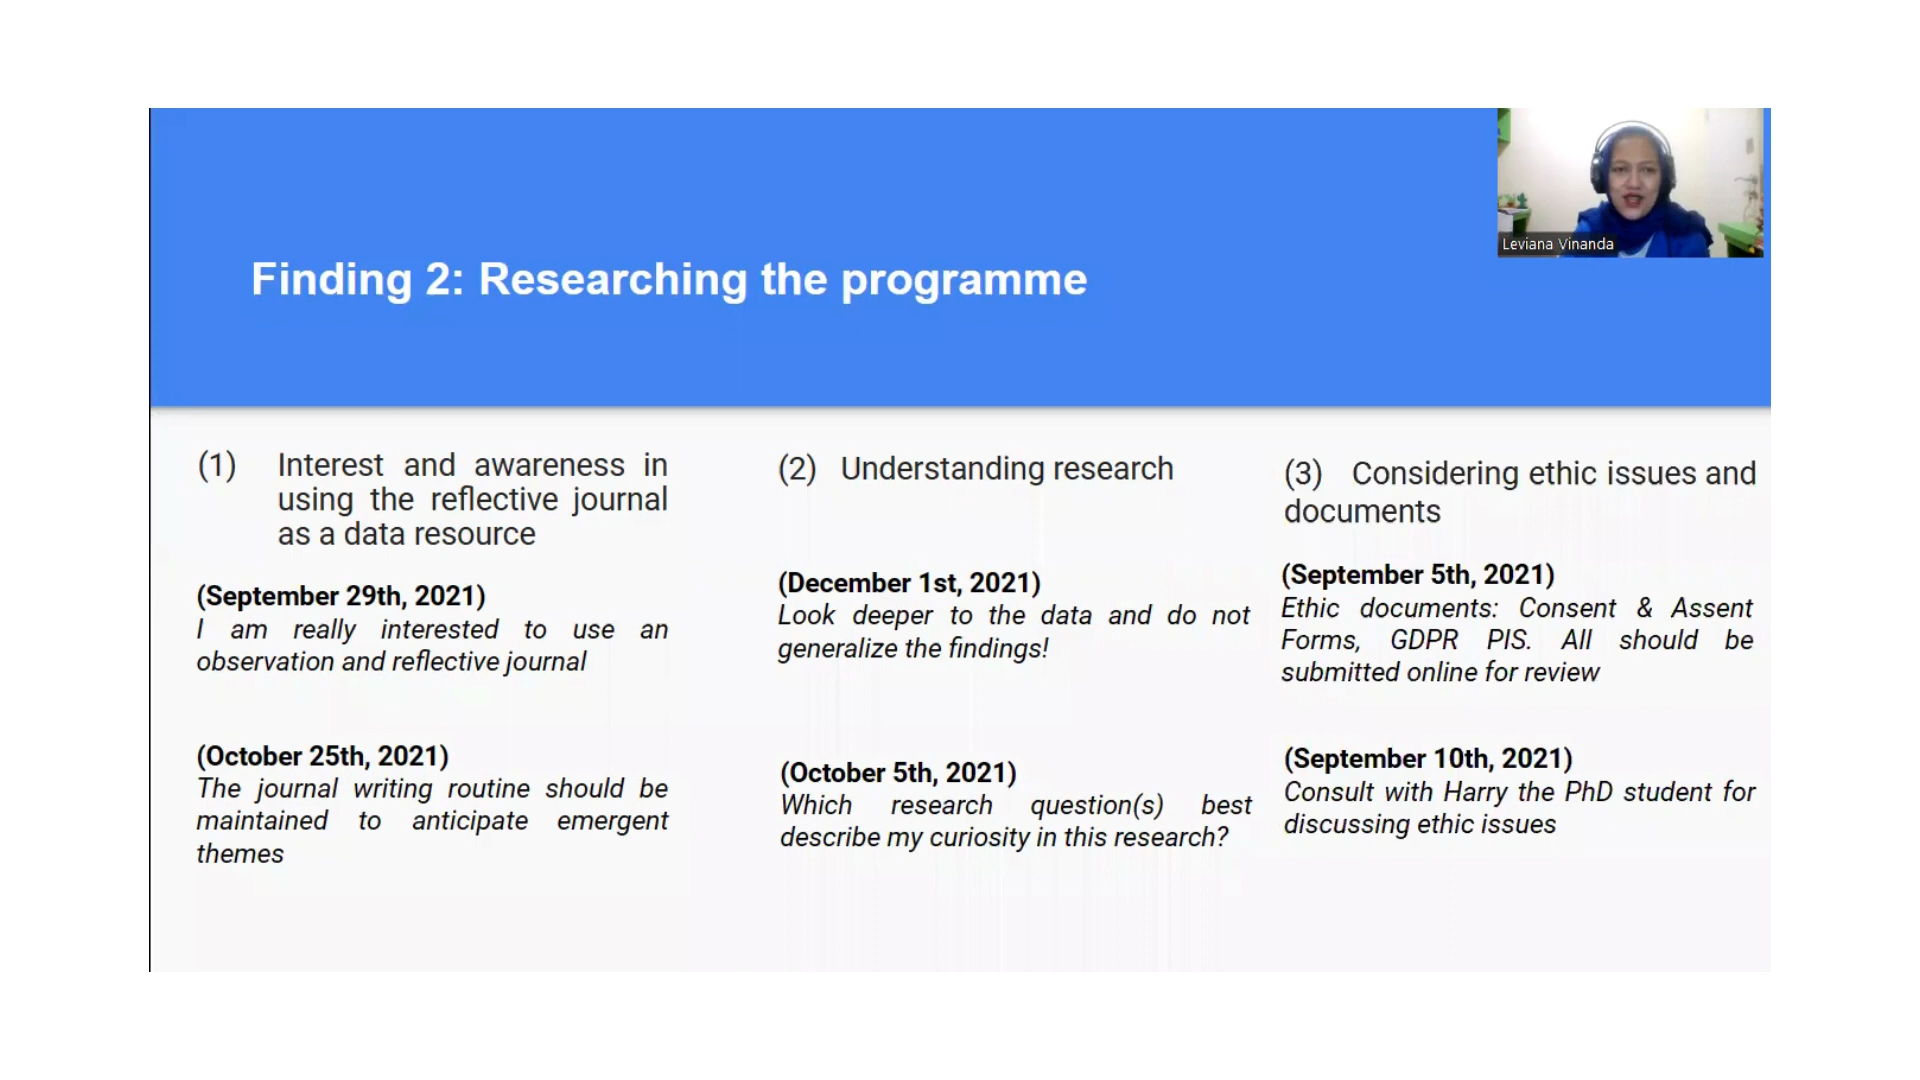 Leviana Vinanda
Finding 2: Researching the programme
(1) Interest and awareness in
using the reflective journal
as a data resource
(September 29th, 2021)
I am really interested to use an
observation and reflective journal
(October 25th, 2021)
The journal writing routine should be
maintained to anticipate emergent
themes
(2) Understanding research
(December 1st, 2021)
Look deeper to the data and do not
generalize the findings!
(October 5th, 2021)
Which research question(s) best
describe my curiosity in this research?
(3) Considering ethic issues and
documents
(September 5th, 2021)
Ethic documents: Consent & Assent
Forms, GDPR PIS. All should be
submitted online for review
(September 10th, 2021)
Consult with Harry the PhD student for
discussing ethic issues